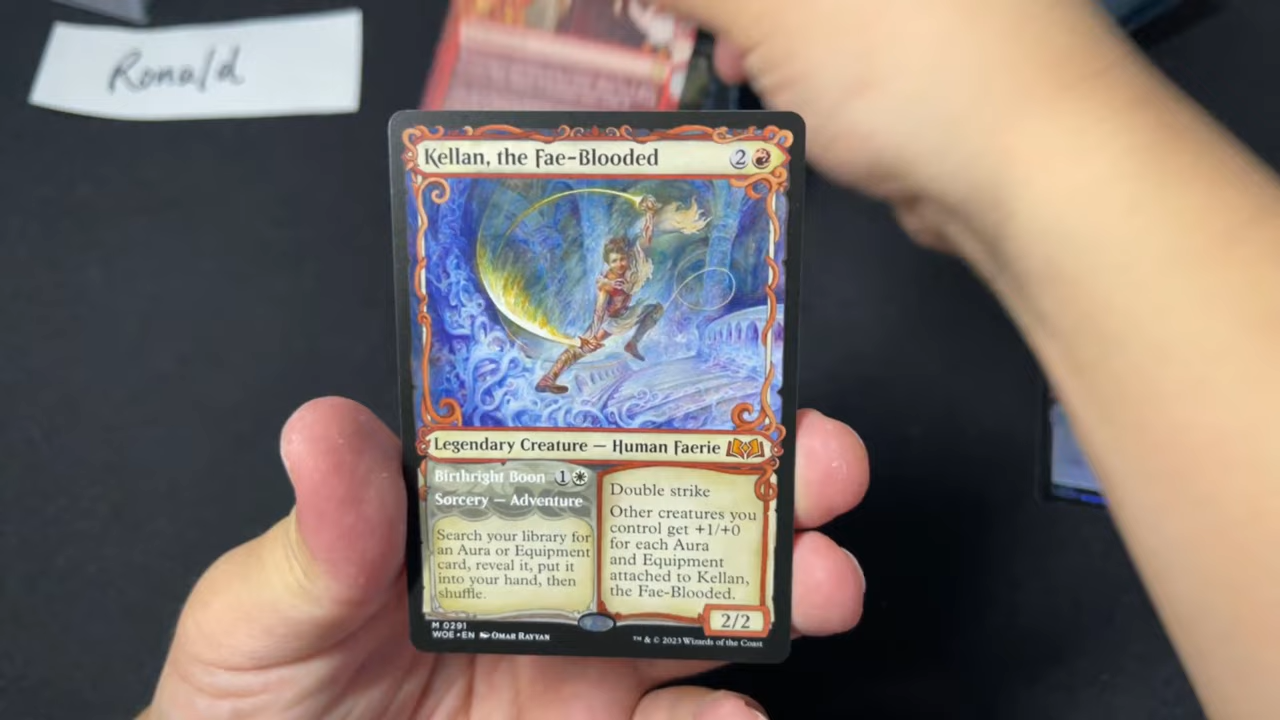 Ronald
Kellan, the Fae-Blooded 2
Legendary Creature — Human Faerie
Birthright Boon 1
Sorcery — Adventure
Search your library for
an Aura or Equipment
card, reveal it, put it
into your hand, then
shuffle.
Double strike
Other creatures you
control get +1/+0
for each Aura
and Equipment
attached to Kellan,
the Fae-Blooded.
2/2
M 0291
WOE • EN Omar Rayyan
™ & © 2023 Wizards of the Coast